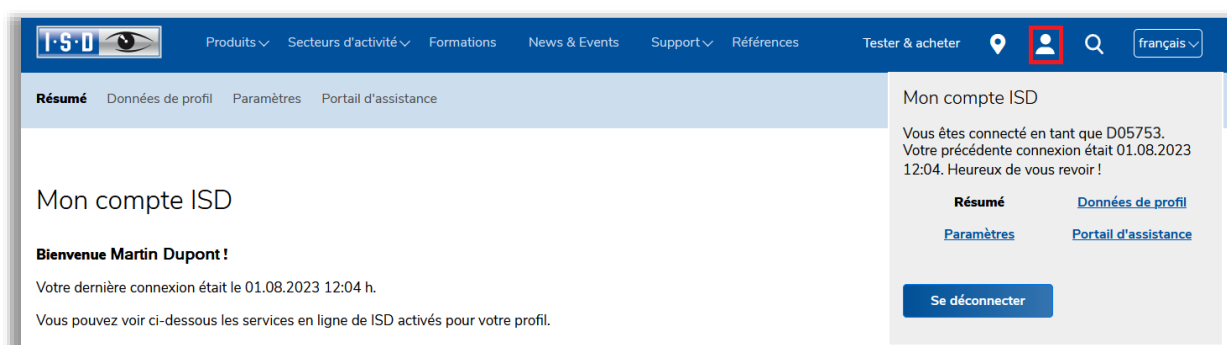 I·S·D
Produits Secteurs d'activité Formations News & Events Support Références Tester & acheter français
Résumé Données de profil Paramètres Portail d'assistance
Mon compte ISD
Vous êtes connecté en tant que D05753.
Votre précédente connexion était 01.08.2023
12:04. Heureux de vous revoir !
Résumé Données de profil
Paramètres Portail d'assistance
Se déconnecter
Mon compte ISD
Bienvenue Martin Dupont !
Votre dernière connexion était le 01.08.2023 12:04 h.
Vous pouvez voir ci-dessous les services en ligne de ISD activés pour votre profil.